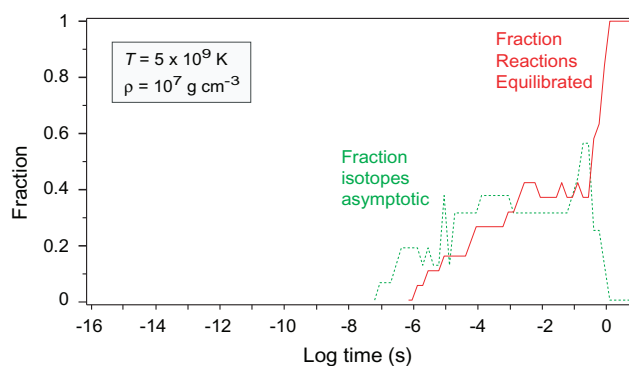 T = 5 x 10⁹ K
ρ = 10⁷ g cm⁻³
Fraction
Reactions
Equilibrated
Fraction
isotopes
asymptotic
Fraction
1
0.8
0.6
0.4
0.2
0
-16 -14 -12 -10 -8 -6 -4 -2 0
Log time (s)